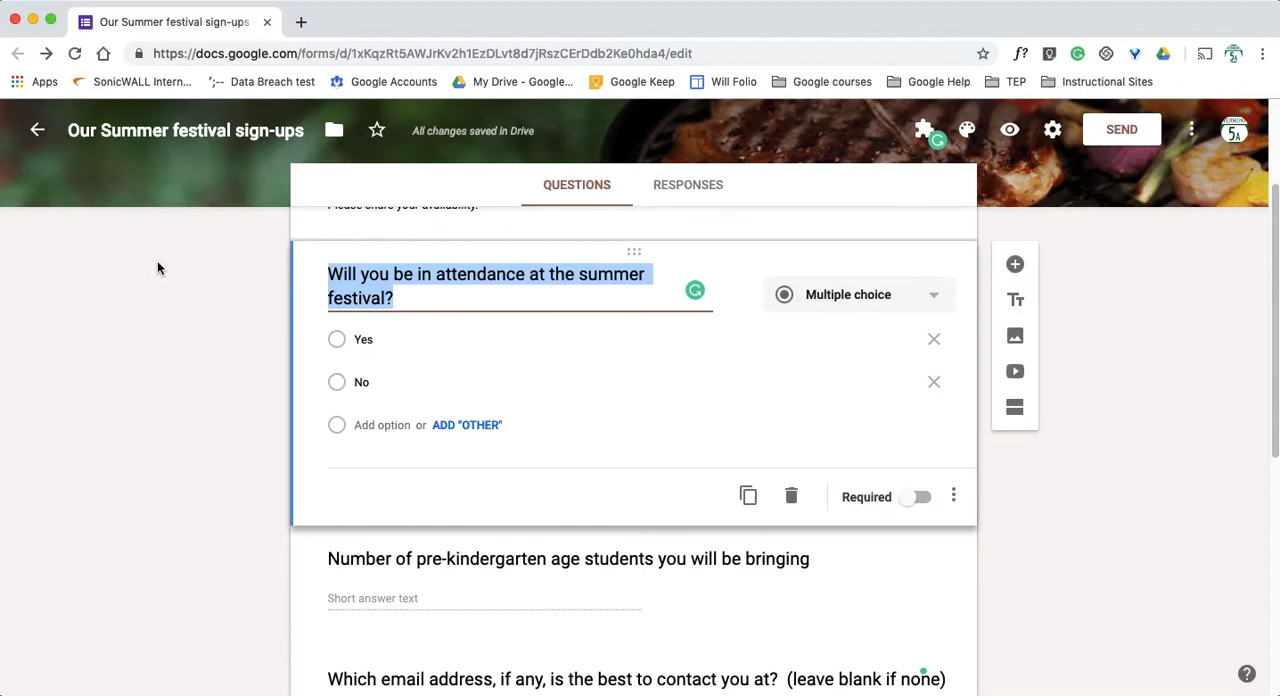 Our Summer festival sign-ups
https://docs.google.com/forms/d/1xKqzRt5AWJrKv2h1EzDLvt8d7jRszCErDdb2Ke0hda4/edit
f?
Apps SonicWALL Intern... Data Breach test Google Accounts My Drive - Google... Google Keep Will Folio Google courses Google Help TEP Instructional Sites
Our Summer festival sign-ups All changes saved in Drive SEND VERMONT 5A
QUESTIONS RESPONSES
Please share your availability.
Will you be in attendance at the summer
festival?
Multiple choice
Yes
No
Add option or ADD "OTHER"
Required
Number of pre-kindergarten age students you will be bringing
Short answer text
Which email address, if any, is the best to contact you at? (leave blank if none)